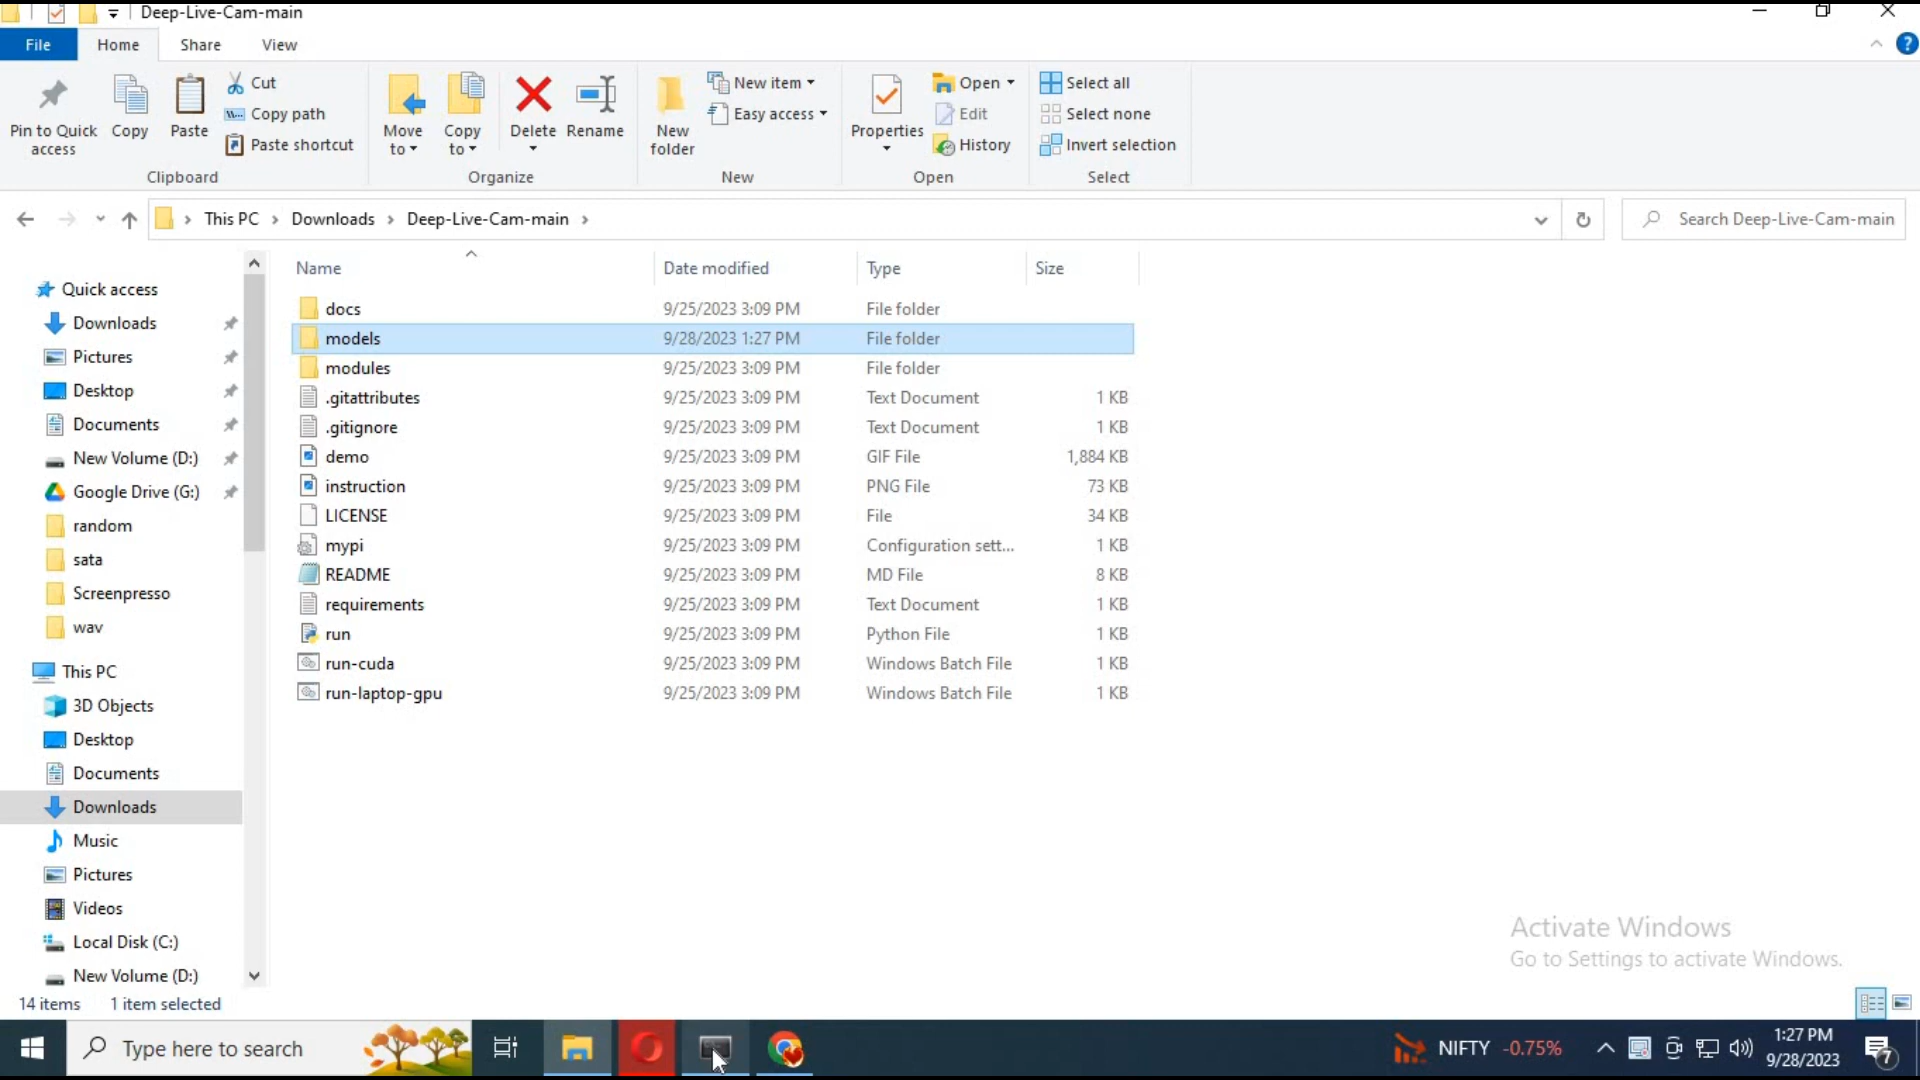 Deep-Live-Cam-main
File Home Share View
Pin to Quick access
Copy
Paste
Cut
Copy path
Paste shortcut
Clipboard
Move to
Copy to
Delete
Rename
Organize
New folder
New item
Easy access
New
Properties
Open
Edit
History
Open
Select all
Select none
Invert selection
Select
This PC > Downloads > Deep-Live-Cam-main >
Search Deep-Live-Cam-main
Quick access
Downloads
Pictures
Desktop
Documents
New Volume (D:)
Google Drive (G:)
random
sata
Screenpresso
wav
This PC
3D Objects
Desktop
Documents
Downloads
Music
Pictures
Videos
Local Disk (C:)
New Volume (D:)
Name Date modified Type Size
docs 9/25/2023 3:09 PM File folder
models 9/28/2023 1:27 PM File folder
modules 9/25/2023 3:09 PM File folder
.gitattributes 9/25/2023 3:09 PM Text Document 1 KB
.gitignore 9/25/2023 3:09 PM Text Document 1 KB
demo 9/25/2023 3:09 PM GIF File 1,884 KB
instruction 9/25/2023 3:09 PM PNG File 73 KB
LICENSE 9/25/2023 3:09 PM File 34 KB
mypi 9/25/2023 3:09 PM Configuration sett... 1 KB
README 9/25/2023 3:09 PM MD File 8 KB
requirements 9/25/2023 3:09 PM Text Document 1 KB
run 9/25/2023 3:09 PM Python File 1 KB
run-cuda 9/25/2023 3:09 PM Windows Batch File 1 KB
run-laptop-gpu 9/25/2023 3:09 PM Windows Batch File 1 KB
Activate Windows
Go to Settings to activate Windows.
14 items 1 item selected
Type here to search
NIFTY -0.75%
1:27 PM
9/28/2023
7